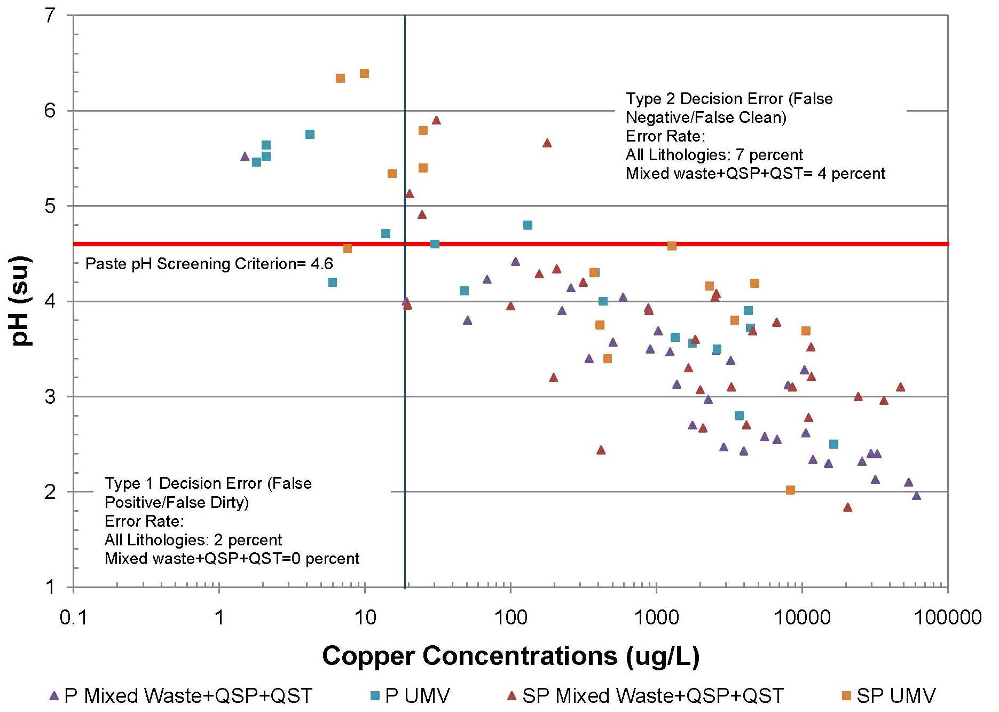 7
Type 2 Decision Error (False
Negative/False Clean)
Error Rate:
All Lithologies: 7 percent
Mixed waste+QSP+QST= 4 percent
6
5
Paste pH Screening Criterion= 4.6
pH (su)
4
3
2
Type 1 Decision Error (False
Positive/False Dirty)
Error Rate:
All Lithologies: 2 percent
Mixed waste+QSP+QST=0 percent
1
0.1 1 10 100 1000 10000 100000
Copper Concentrations (ug/L)
P Mixed Waste+QSP+QST P UMV SP Mixed Waste+QSP+QST SP UMV